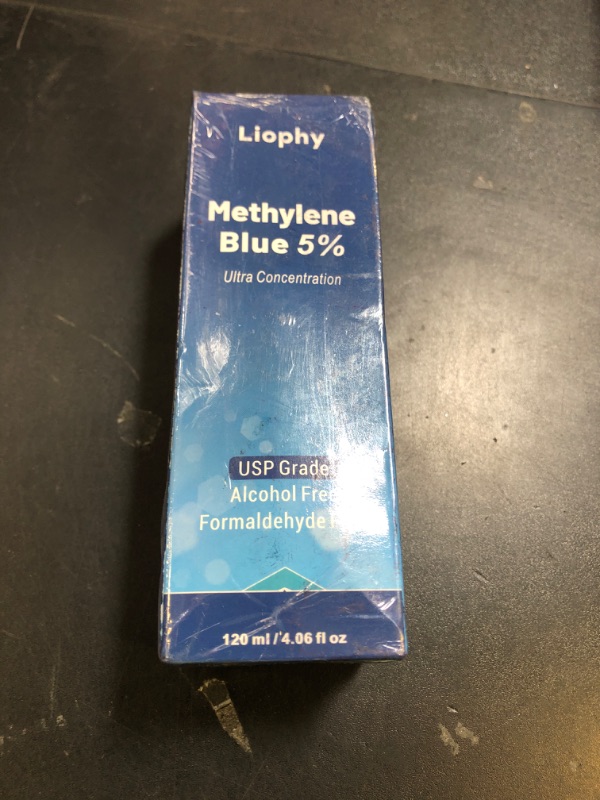 Liophy
Methylene
Blue 5%
Ultra Concentration
USP Grade
Alcohol Free
Formaldehyde
120 ml / 4.06 fl oz